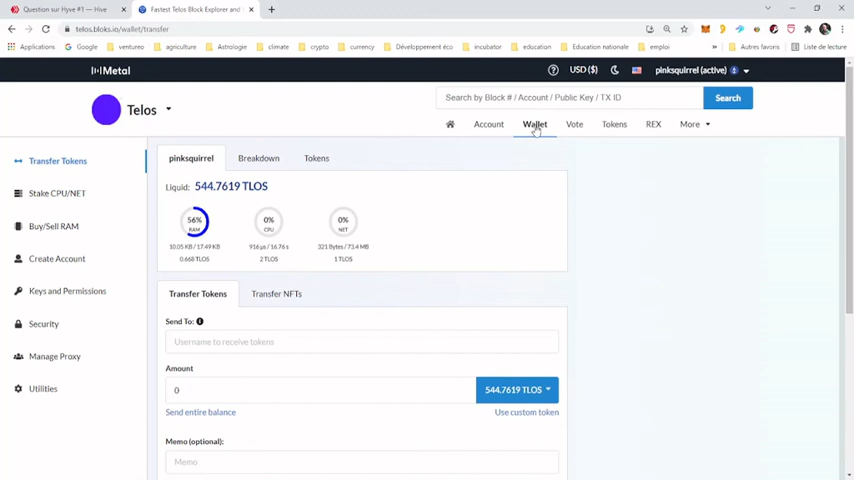 Question sur Hyve #1 — Hive
Fastest Telos Block Explorer and
telos.bloks.io/wallet/transfer
Applications Google ventureo agriculture Astrologie climate crypto currency Développement éco incubator education Education nationale emploi » Autres favoris Liste de lecture
Metal USD ($) pinksquirrel (active)
Telos
Search by Block # / Account / Public Key / TX ID Search
Account Wallet Vote Tokens REX More
Transfer Tokens
Stake CPU/NET
Buy/Sell RAM
Create Account
Keys and Permissions
Security
Manage Proxy
Utilities
pinksquirrel Breakdown Tokens
Liquid: 544.7619 TLOS
56% 0% 0%
RAM CPU NET
10.05 KB / 17.49 KB 916 µs / 16.76 s 321 Bytes / 73.4 MB
0.668 TLOS 2 TLOS 1 TLOS
Transfer Tokens Transfer NFTs
Send To:
Username to receive tokens
Amount
0 544.7619 TLOS
Send entire balance Use custom token
Memo (optional):
Memo